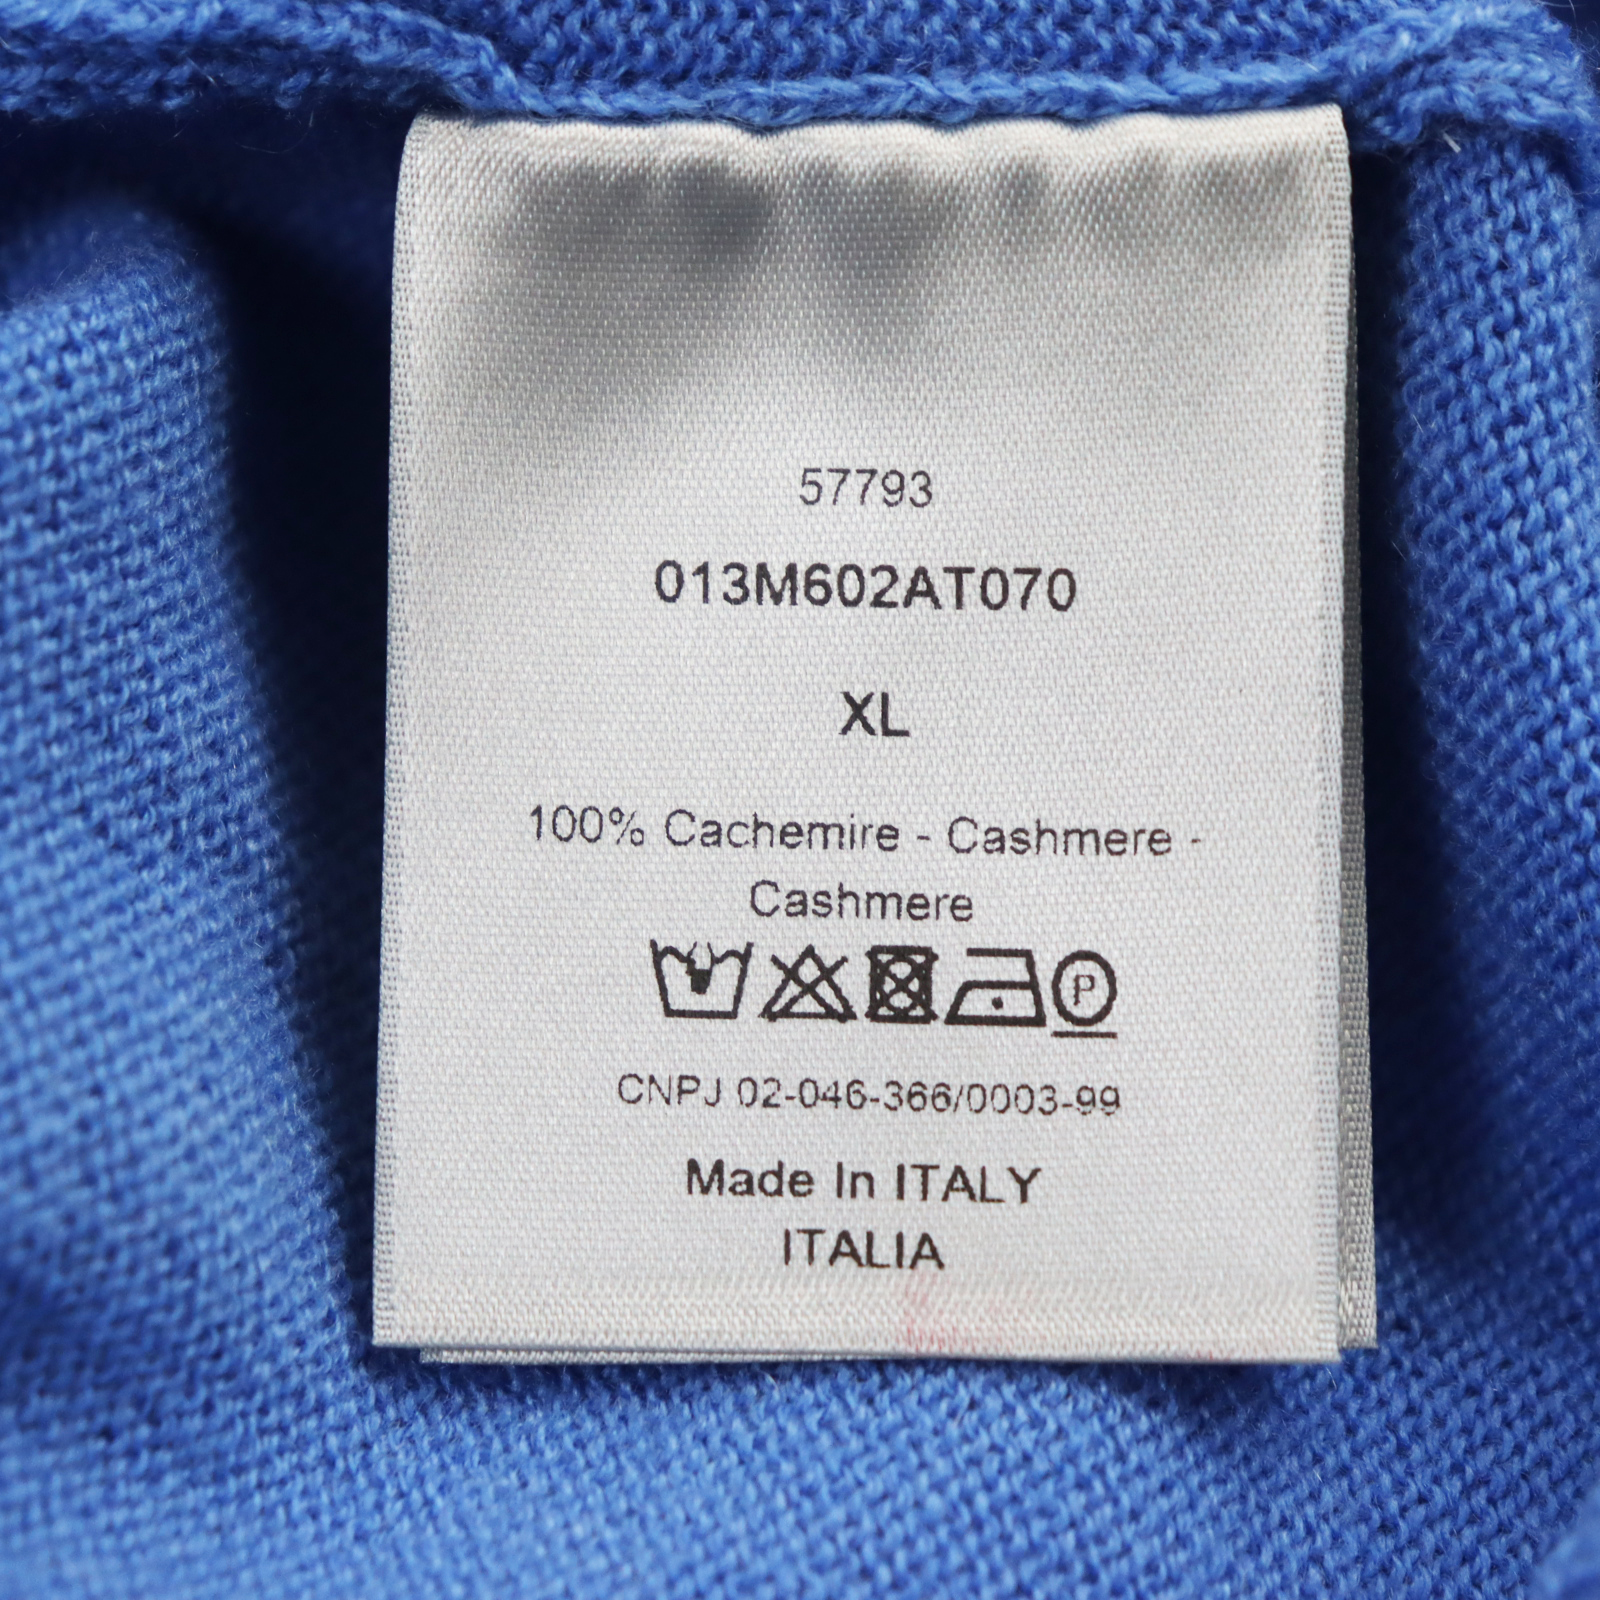 57793
013M602AT070
XL
100% Cachemire - Cashmere -
Cashmere
P
CNPJ 02-046-366/0003-99
Made In ITALY
ITALIA